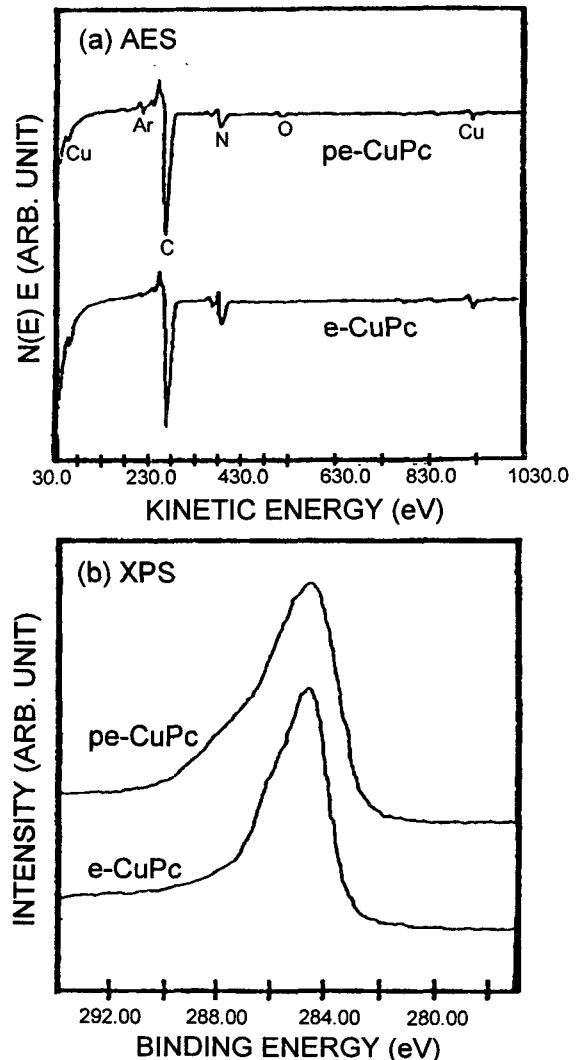 (a) AES
N(E) E (ARB. UNIT)
Cu
Ar
C
N
O
Cu
pe-CuPc
e-CuPc
30.0 230.0 430.0 630.0 830.0 1030.0
KINETIC ENERGY (eV)
(b) XPS
INTENSITY (ARB. UNIT)
pe-CuPc
e-CuPc
292.00 288.00 284.00 280.00
BINDING ENERGY (eV)